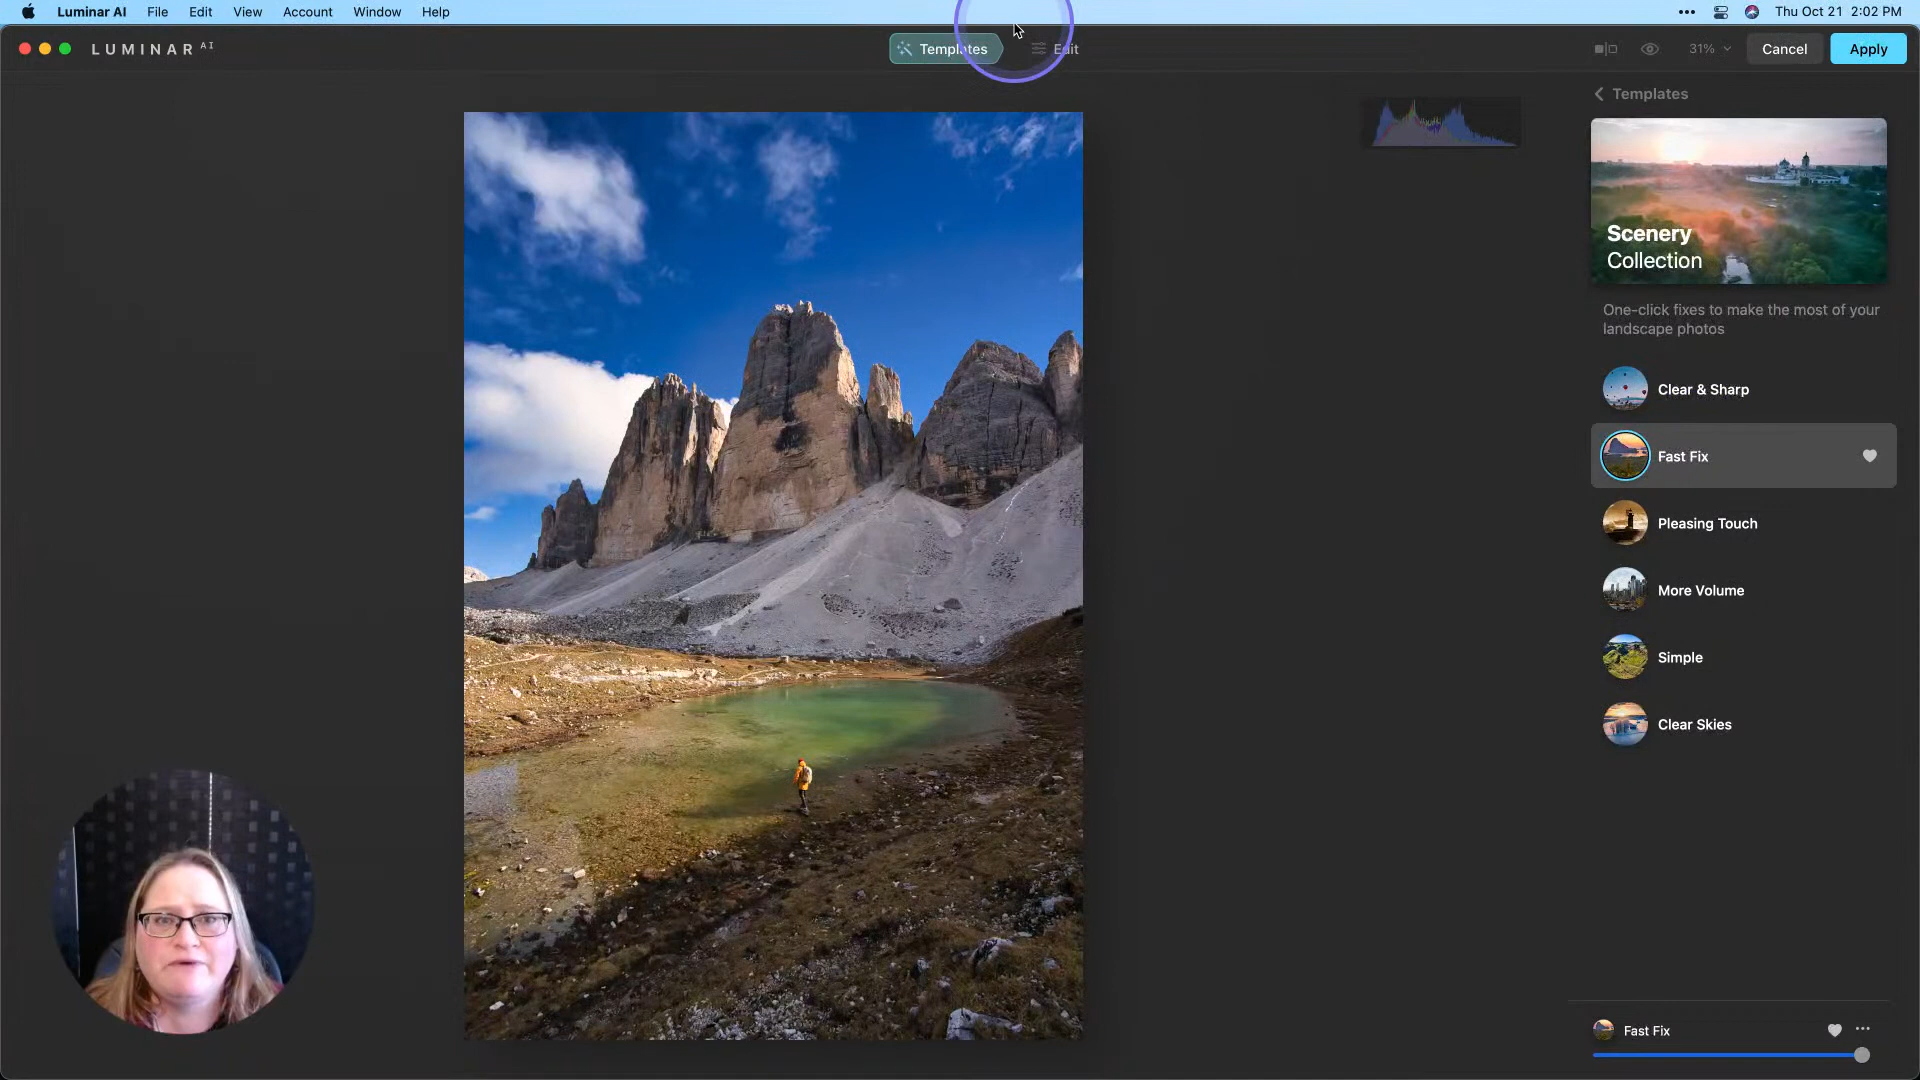 Luminar AI File Edit View Account Window Help
••• Thu Oct 21 2:02 PM
LUMINAR AI
Templates Edit
31% Cancel Apply
Templates
Scenery
Collection
One-click fixes to make the most of your
landscape photos
Clear & Sharp
Fast Fix
Pleasing Touch
More Volume
Simple
Clear Skies
Fast Fix